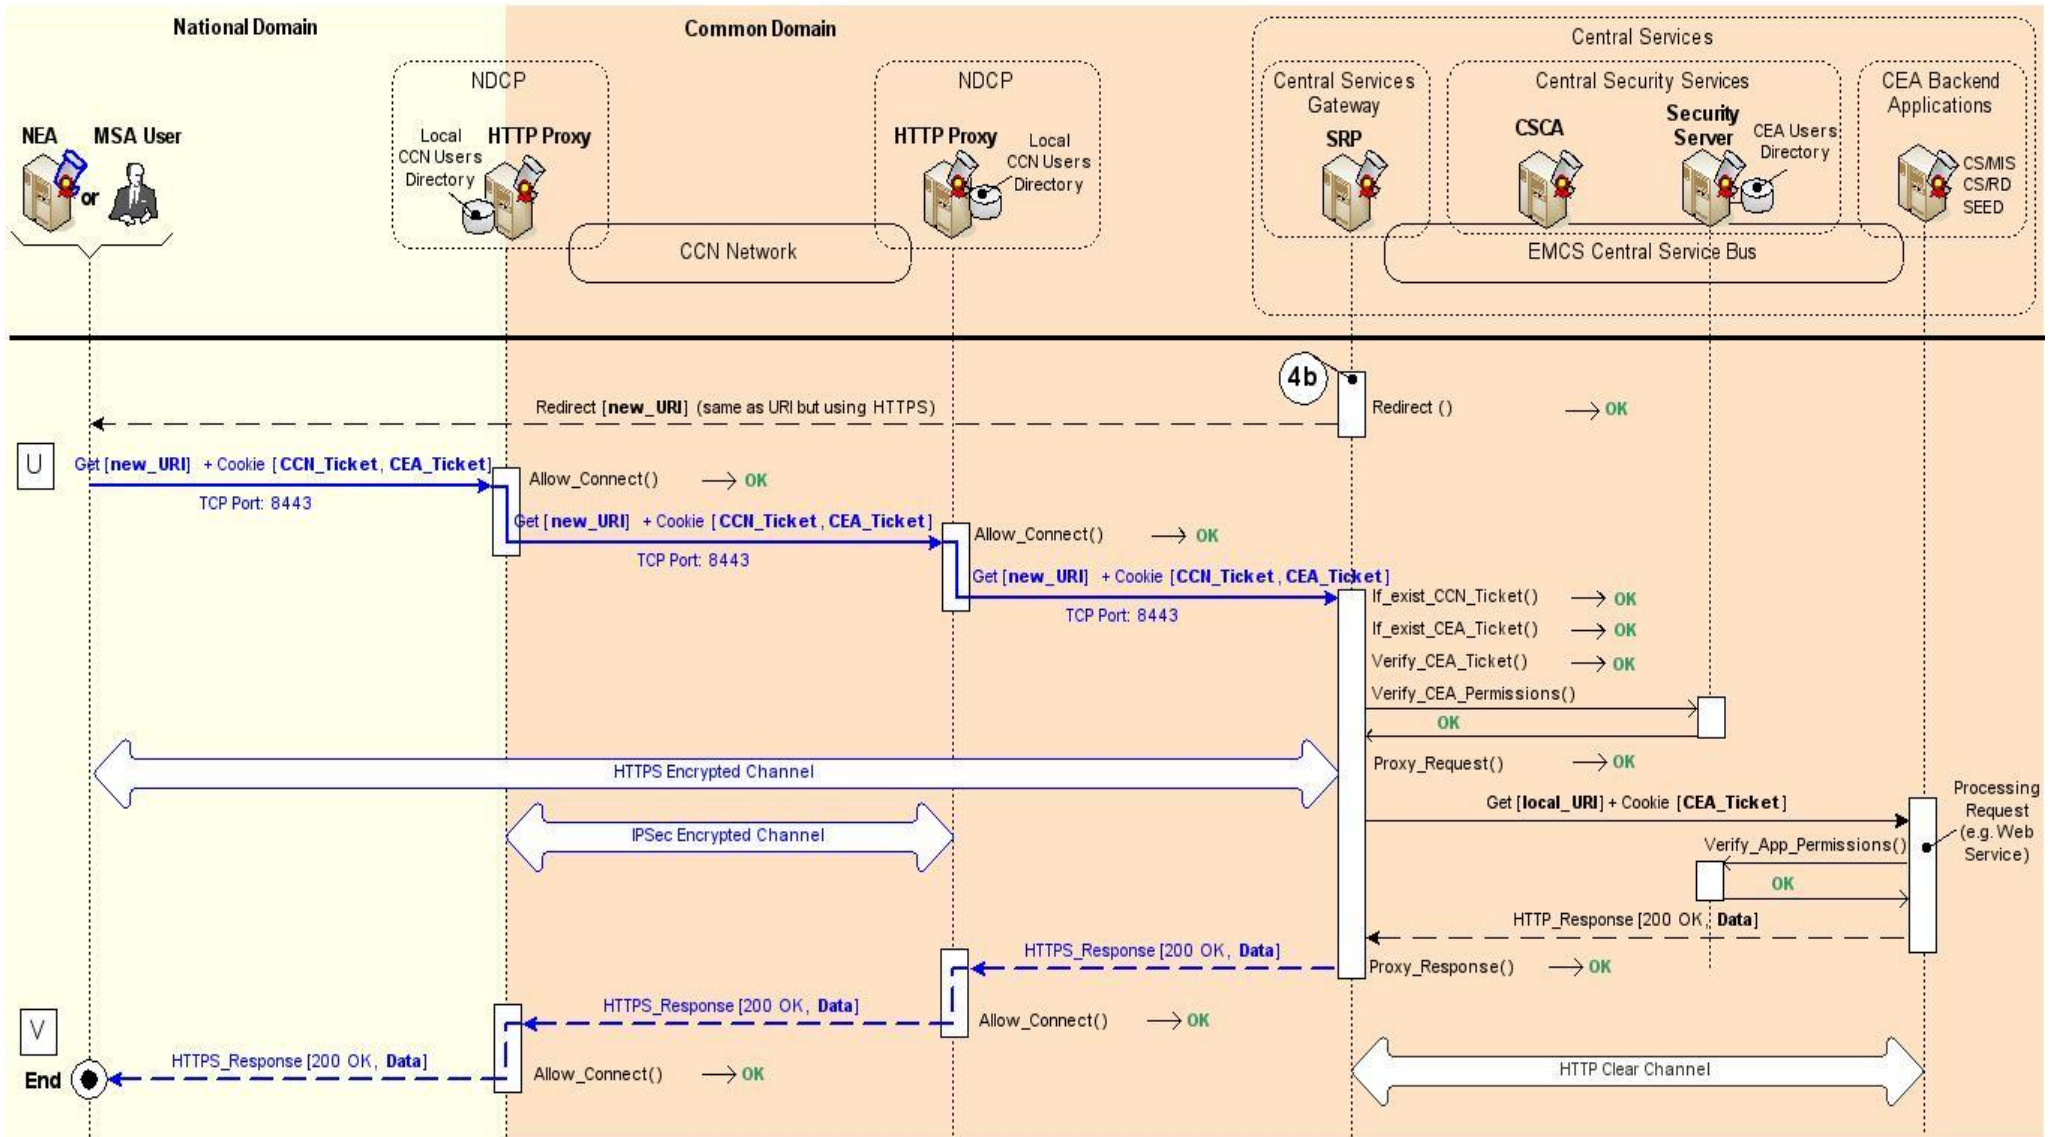 National Domain
Common Domain
Central Services
NDCP
NDCP
Central Services
Gateway
Central Security Services
CEA Backend
Applications
NEA
MSA User
or
Local
CCN Users
Directory
HTTP Proxy
HTTP Proxy
Local
CCN Users
Directory
SRP
CSCA
Security
Server
CEA Users
Directory
CS/MIS
CS/RD
SEED
CCN Network
EMCS Central Service Bus
4b
Redirect [new_URI] (same as URI but using HTTPS)
Redirect () OK
U
Get [new_URI] + Cookie [CCN_Ticket, CEA_Ticket]
TCP Port: 8443
Allow_Connect() OK
Get [new_URI] + Cookie [CCN_Ticket, CEA_Ticket]
TCP Port: 8443
Allow_Connect() OK
Get [new_URI] + Cookie [CCN_Ticket, CEA_Ticket]
TCP Port: 8443
If_exist_CCN_Ticket() OK
If_exist_CEA_Ticket() OK
Verify_CEA_Ticket() OK
Verify_CEA_Permissions()
OK
HTTPS Encrypted Channel
Proxy_Request() OK
Get [local_URI] + Cookie [CEA_Ticket]
Processing
Request
(e.g. Web
Service)
IPSec Encrypted Channel
Verify_App_Permissions()
OK
HTTP_Response [200 OK, Data]
HTTPS_Response [200 OK, Data]
Proxy_Response() OK
HTTPS_Response [200 OK, Data]
Allow_Connect() OK
V
HTTPS_Response [200 OK, Data]
Allow_Connect() OK
End
HTTP Clear Channel